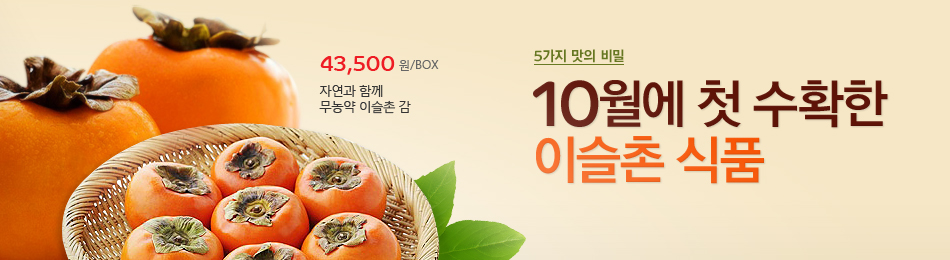 43,500 원/BOX
자연과 함께
무농약 이슬촌 감
5가지 맛의 비밀
10월에 첫 수확한
이슬촌 식품